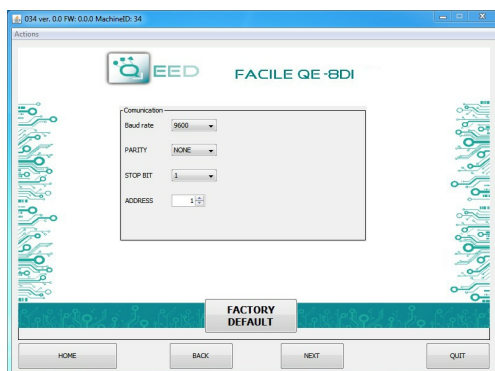 034 ver. 0.0 FW: 0.0.0 MachineID: 34
Actions
QEED
FACILE QE-8DI
Comunication
Baud rate 9600
PARITY NONE
STOP BIT 1
ADDRESS 1
FACTORY
DEFAULT
HOME BACK NEXT QUIT